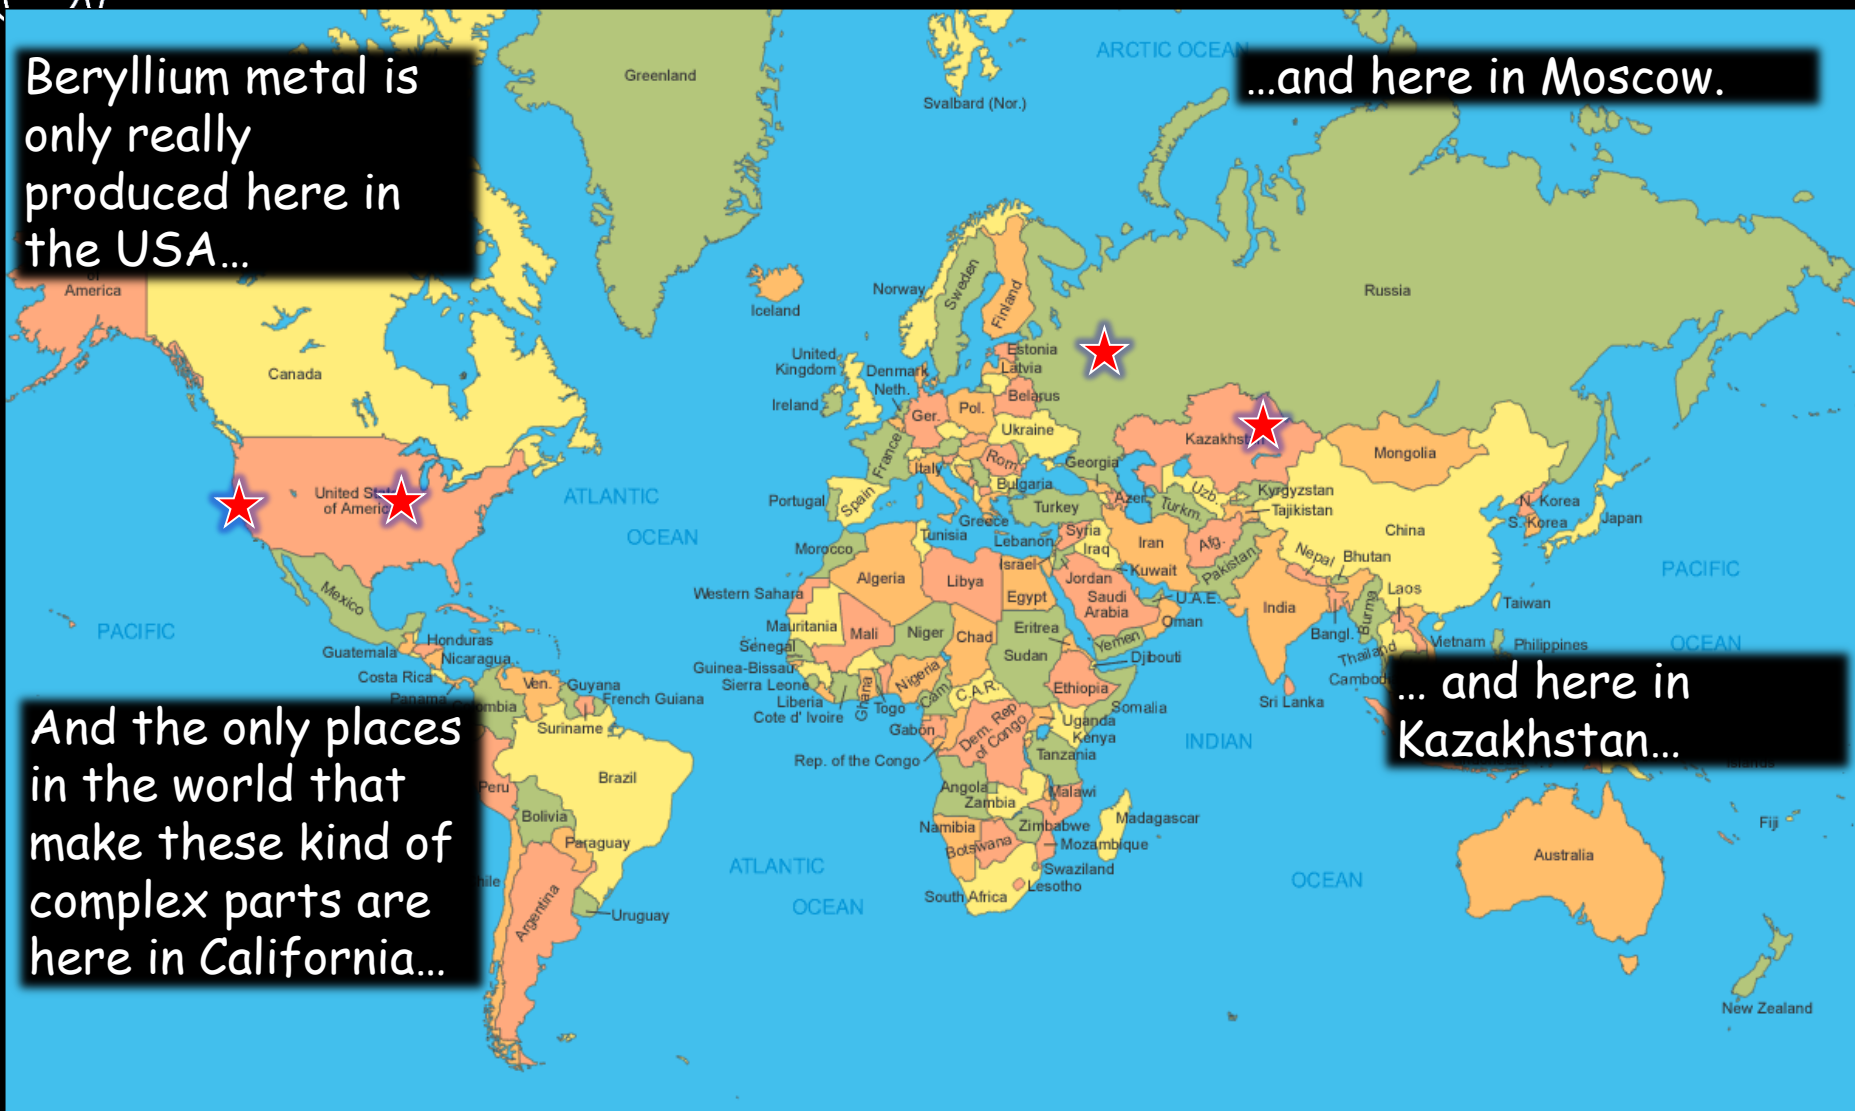 Beryllium metal is
only really
produced here in
the USA...
...and here in Moscow.
And the only places
in the world that
make these kind of
complex parts are
here in California...
... and here in
Kazakhstan...
ARCTIC OCEAN
Greenland
Svalbard (Nor.)
of
America
Canada
Iceland
Norway
Sweden
Finland
Russia
United
Kingdom
Ireland
Denmark
Neth.
Estonia
Latvia
Belarus
Ger.
Pol.
Ukraine
France
Rom.
Italy
Bulgaria
Georgia
Kazakhst
Mongolia
United Sta
of Americ
ATLANTIC
OCEAN
Portugal
Spain
Greece
Turkey
Azer.
Uzb.
Turkm.
Kyrgyzstan
Tajikistan
China
N. Korea
S. Korea
Japan
Morocco
Tunisia
Lebanon
Syria
Israel
Iraq
Iran
Afg.
Pakistan
Nepal
Bhutan
PACIFIC
OCEAN
Mexico
Western Sahara
Algeria
Libya
Egypt
Jordan
Kuwait
Saudi
Arabia
U.A.E.
Oman
India
Bangl.
Burma
Laos
Taiwan
PACIFIC
Honduras
Guatemala
Nicaragua
Costa Rica
Panama
Mauritania
Mali
Niger
Chad
Eritrea
Sudan
Yemen
Djibouti
Sénegal
Guinea-Bissau
Sierra Leone
Liberia
Cote d' Ivoire
Ghana
Togo
Nigeria
Cam.
C.A.R.
Ethiopia
Somalia
Sri Lanka
Thailand
Vietnam
Cambod
Philippines
Ven.
Guyana
French Guiana
ombia
Suriname
Gabon
Rep. of the Congo
Dem. Rep.
of Congo
Uganda
Kenya
Tanzania
INDIAN
OCEAN
Peru
Brazil
Bolivia
Paraguay
hile
Argentina
Uruguay
ATLANTIC
OCEAN
Angola
Zambia
Malawi
Namibia
Botswana
Zimbabwe
Mozambique
Madagascar
Swaziland
Lesotho
South Africa
Australia
Fiji
New Zealand